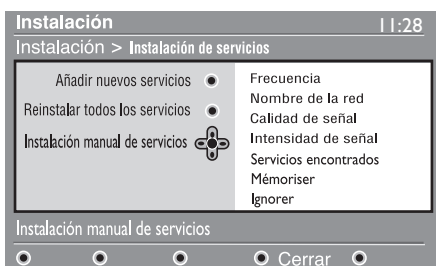 Instalación 11:28
Instalación > Instalación de servicios
Añadir nuevos servicios
Reinstalar todos los servicios
Instalación manual de servicios
Frecuencia
Nombre de la red
Calidad de señal
Intensidad de señal
Servicios encontrados
Mémoriser
Ignorer
Instalación manual de servicios
Cerrar